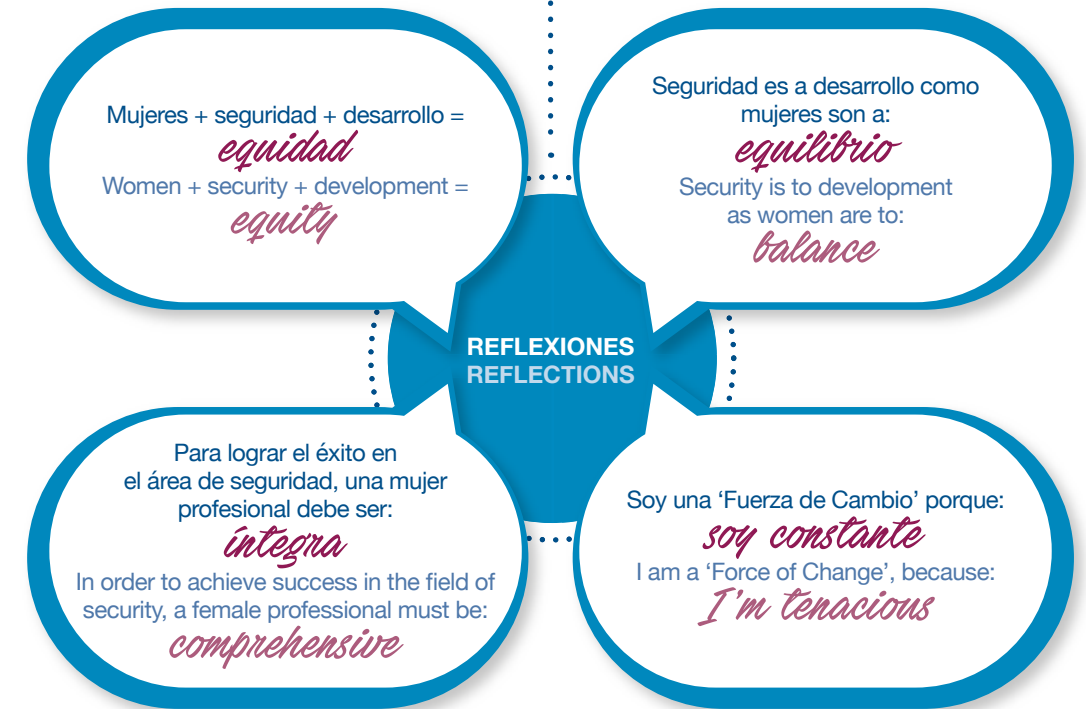 Mujeres + seguridad + desarrollo =
equidad
Women + security + development =
equity
Seguridad es a desarrollo como
mujeres son a:
equilibrio
Security is to development
as women are to:
balance
REFLEXIONES
REFLECTIONS
Para lograr el éxito en
el área de seguridad, una mujer
profesional debe ser:
íntegra
In order to achieve success in the field of
security, a female professional must be:
comprehensive
Soy una ‘Fuerza de Cambio’ porque:
soy constante
I am a ‘Force of Change’, because:
I'm tenacious